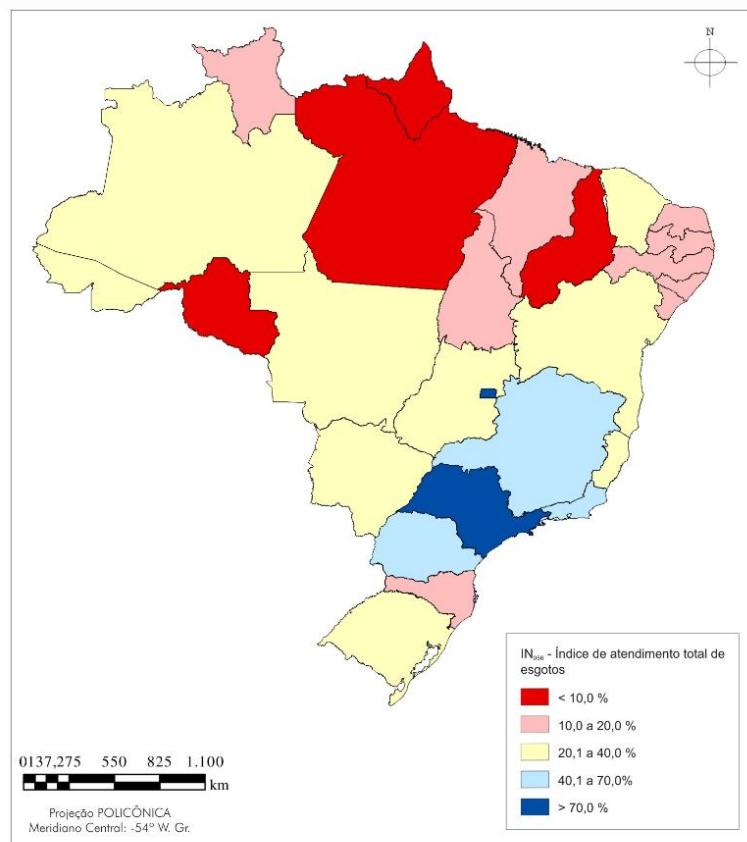 N
IN₀₅₆ - Índice de atendimento total de
esgotos
< 10,0 %
10,0 a 20,0 %
20,1 a 40,0 %
40,1 a 70,0%
> 70,0 %
0137,275 550 825 1.100
km
Projeção POLICÔNICA
Meridiano Central: -54º W. Gr.